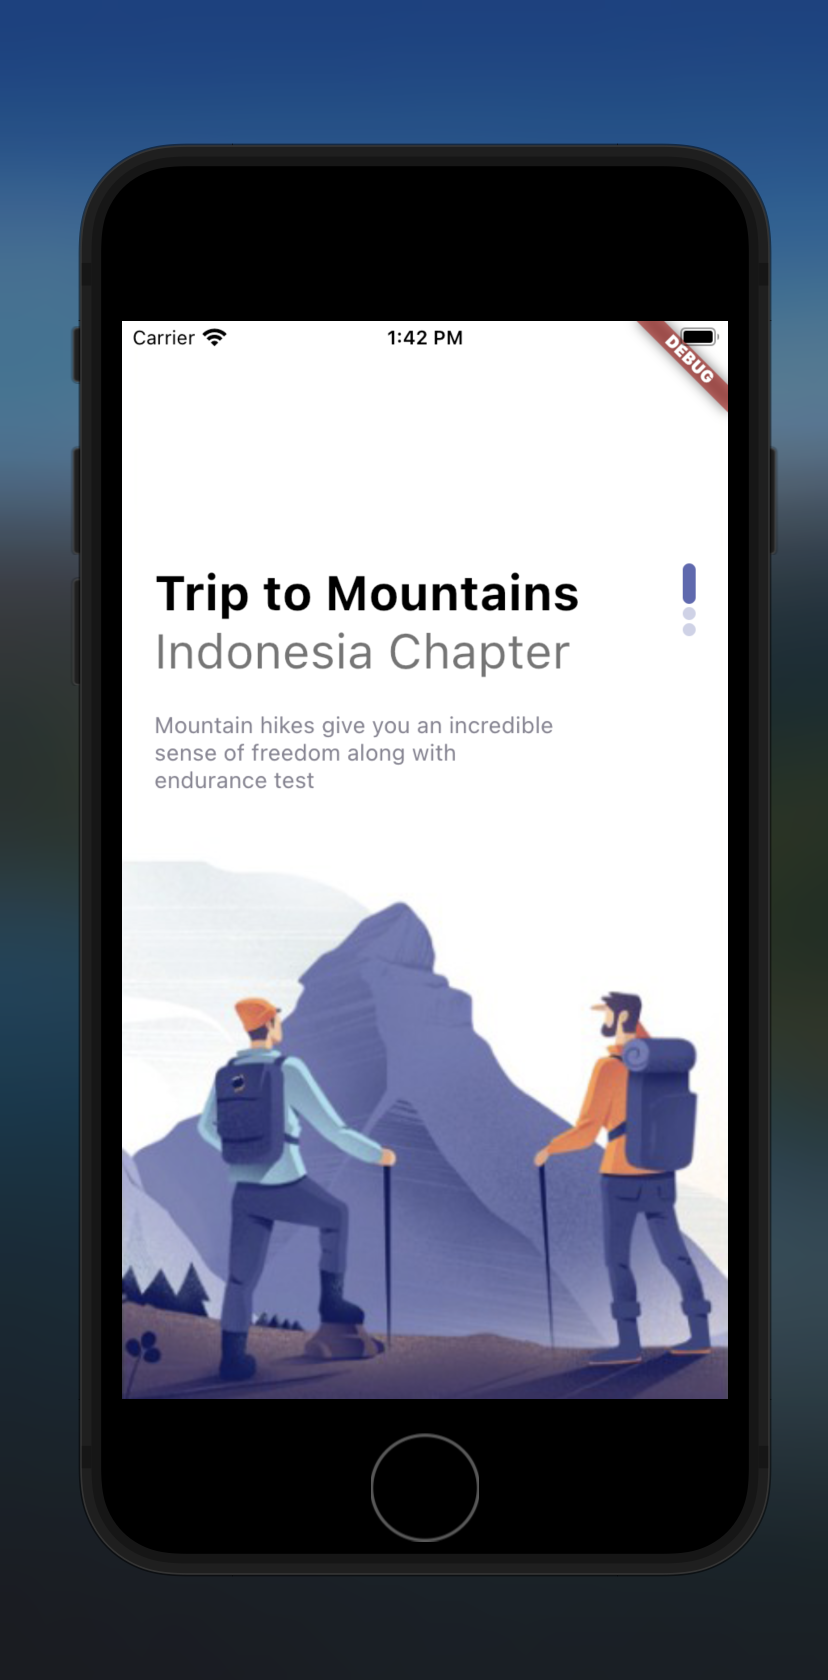 Carrier
1:42 PM
DEBUG
Trip to Mountains
Indonesia Chapter
Mountain hikes give you an incredible
sense of freedom along with
endurance test